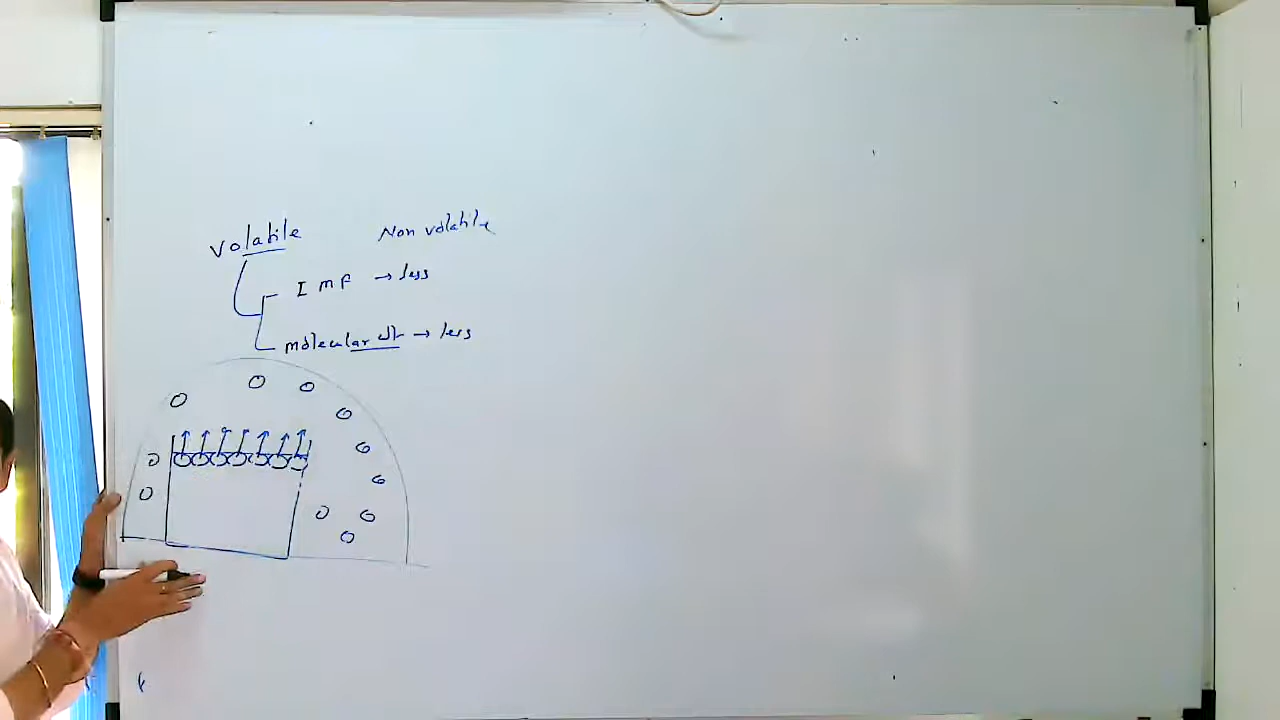 Volatile Non volatile
IMF → less
molecular wt → less